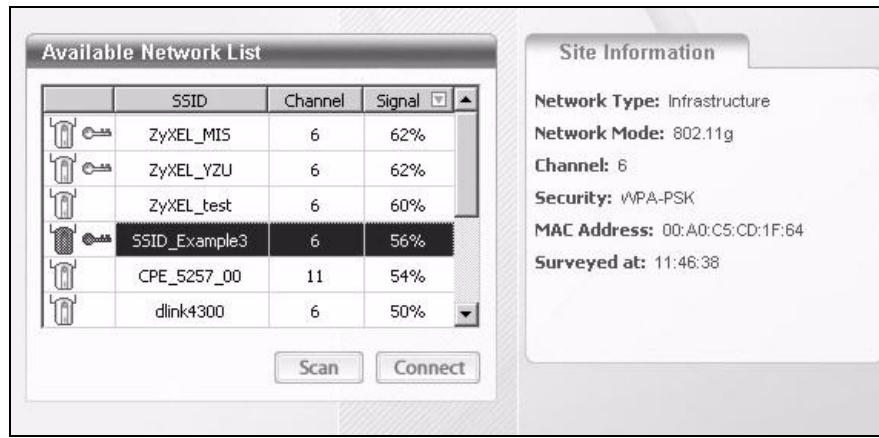 Available Network List
SSID Channel Signal
ZyXEL_MIS 6 62%
ZyXEL_YZU 6 62%
ZyXEL_test 6 60%
SSID_Example3 6 56%
CPE_5257_00 11 54%
dlink4300 6 50%
Scan Connect
Site Information
Network Type: Infrastructure
Network Mode: 802.11g
Channel: 6
Security: WPA-PSK
MAC Address: 00:A0:C5:CD:1F:64
Surveyed at: 11:46:38